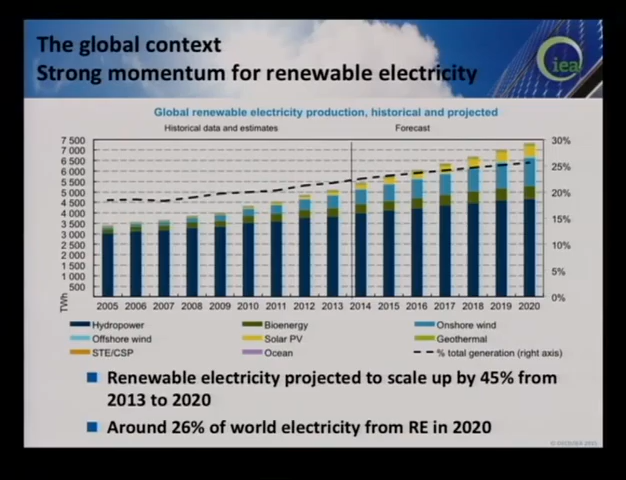 The global context
Strong momentum for renewable electricity
iea
Global renewable electricity production, historical and projected
Historical data and estimates
Forecast
7 500
7 000
6 500
6 000
5 500
5 000
4 500
4 000
3 500
3 000
2 500
2 000
1 500
1 000
500
TWh
30%
25%
20%
15%
10%
5%
0%
2005 2006 2007 2008 2009 2010 2011 2012 2013 2014 2015 2016 2017 2018 2019 2020
Hydropower Bioenergy Onshore wind
Offshore wind Solar PV Geothermal
STE/CSP Ocean % total generation (right axis)
Renewable electricity projected to scale up by 45% from
2013 to 2020
Around 26% of world electricity from RE in 2020